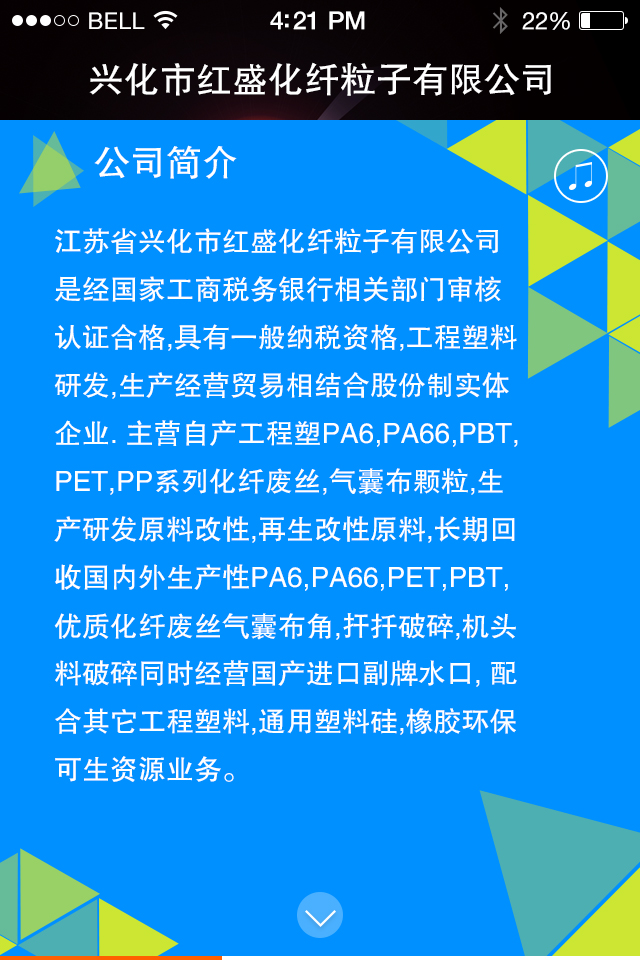 BELL 4:21 PM 22%
兴化市红盛化纤粒子有限公司
公司简介
江苏省兴化市红盛化纤粒子有限公司
是经国家工商税务银行相关部门审核
认证合格,具有一般纳税资格,工程塑料
研发,生产经营贸易相结合股份制实体
企业. 主营自产工程塑PA6,PA66,PBT,
PET,PP系列化纤废丝,气囊布颗粒,生
产研发原料改性,再生改性原料,长期回
收国内外生产性PA6,PA66,PET,PBT,
优质化纤废丝气囊布角,扞扦破碎,机头
料破碎同时经营国产进口副牌水口, 配
合其它工程塑料,通用塑料硅,橡胶环保
可生资源业务。